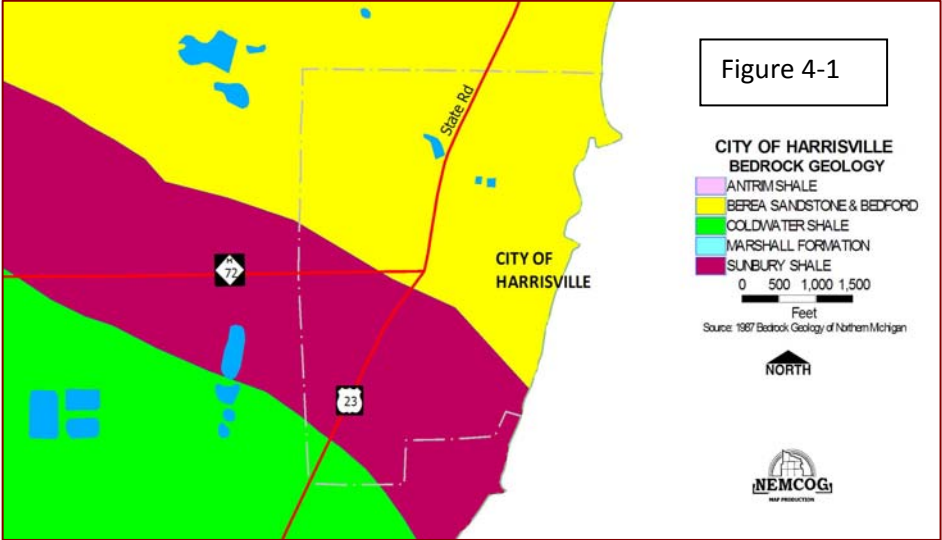 Figure 4-1
State Rd
CITY OF HARRISVILLE
BEDROCK GEOLOGY
ANTRIM SHALE
BEREA SANDSTONE & BEDFORD
COLDWATER SHALE
MARSHALL FORMATION
SUNBURY SHALE
0 500 1,000 1,500
Feet
Source: 1987 Bedrock Geology of Northern Michigan
CITY OF
HARRISVILLE
M
72
NORTH
23
NEMCOG
MAP PRODUCTION